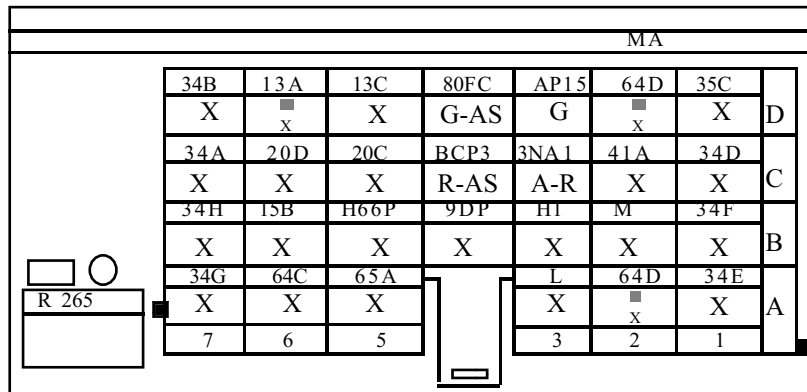 MA
34B 13A 13C 80FC AP15 64D 35C
X X X G-AS G X X D
34A 20D 20C BCP3 3NA1 41A 34D
X X X R-AS A-R X X C
34H 15B H66P 9DP H1 M 34F
X X X X X X X B
34G 64C 65A L 64D 34E
R 265
X X X X X X A
7 6 5 3 2 1